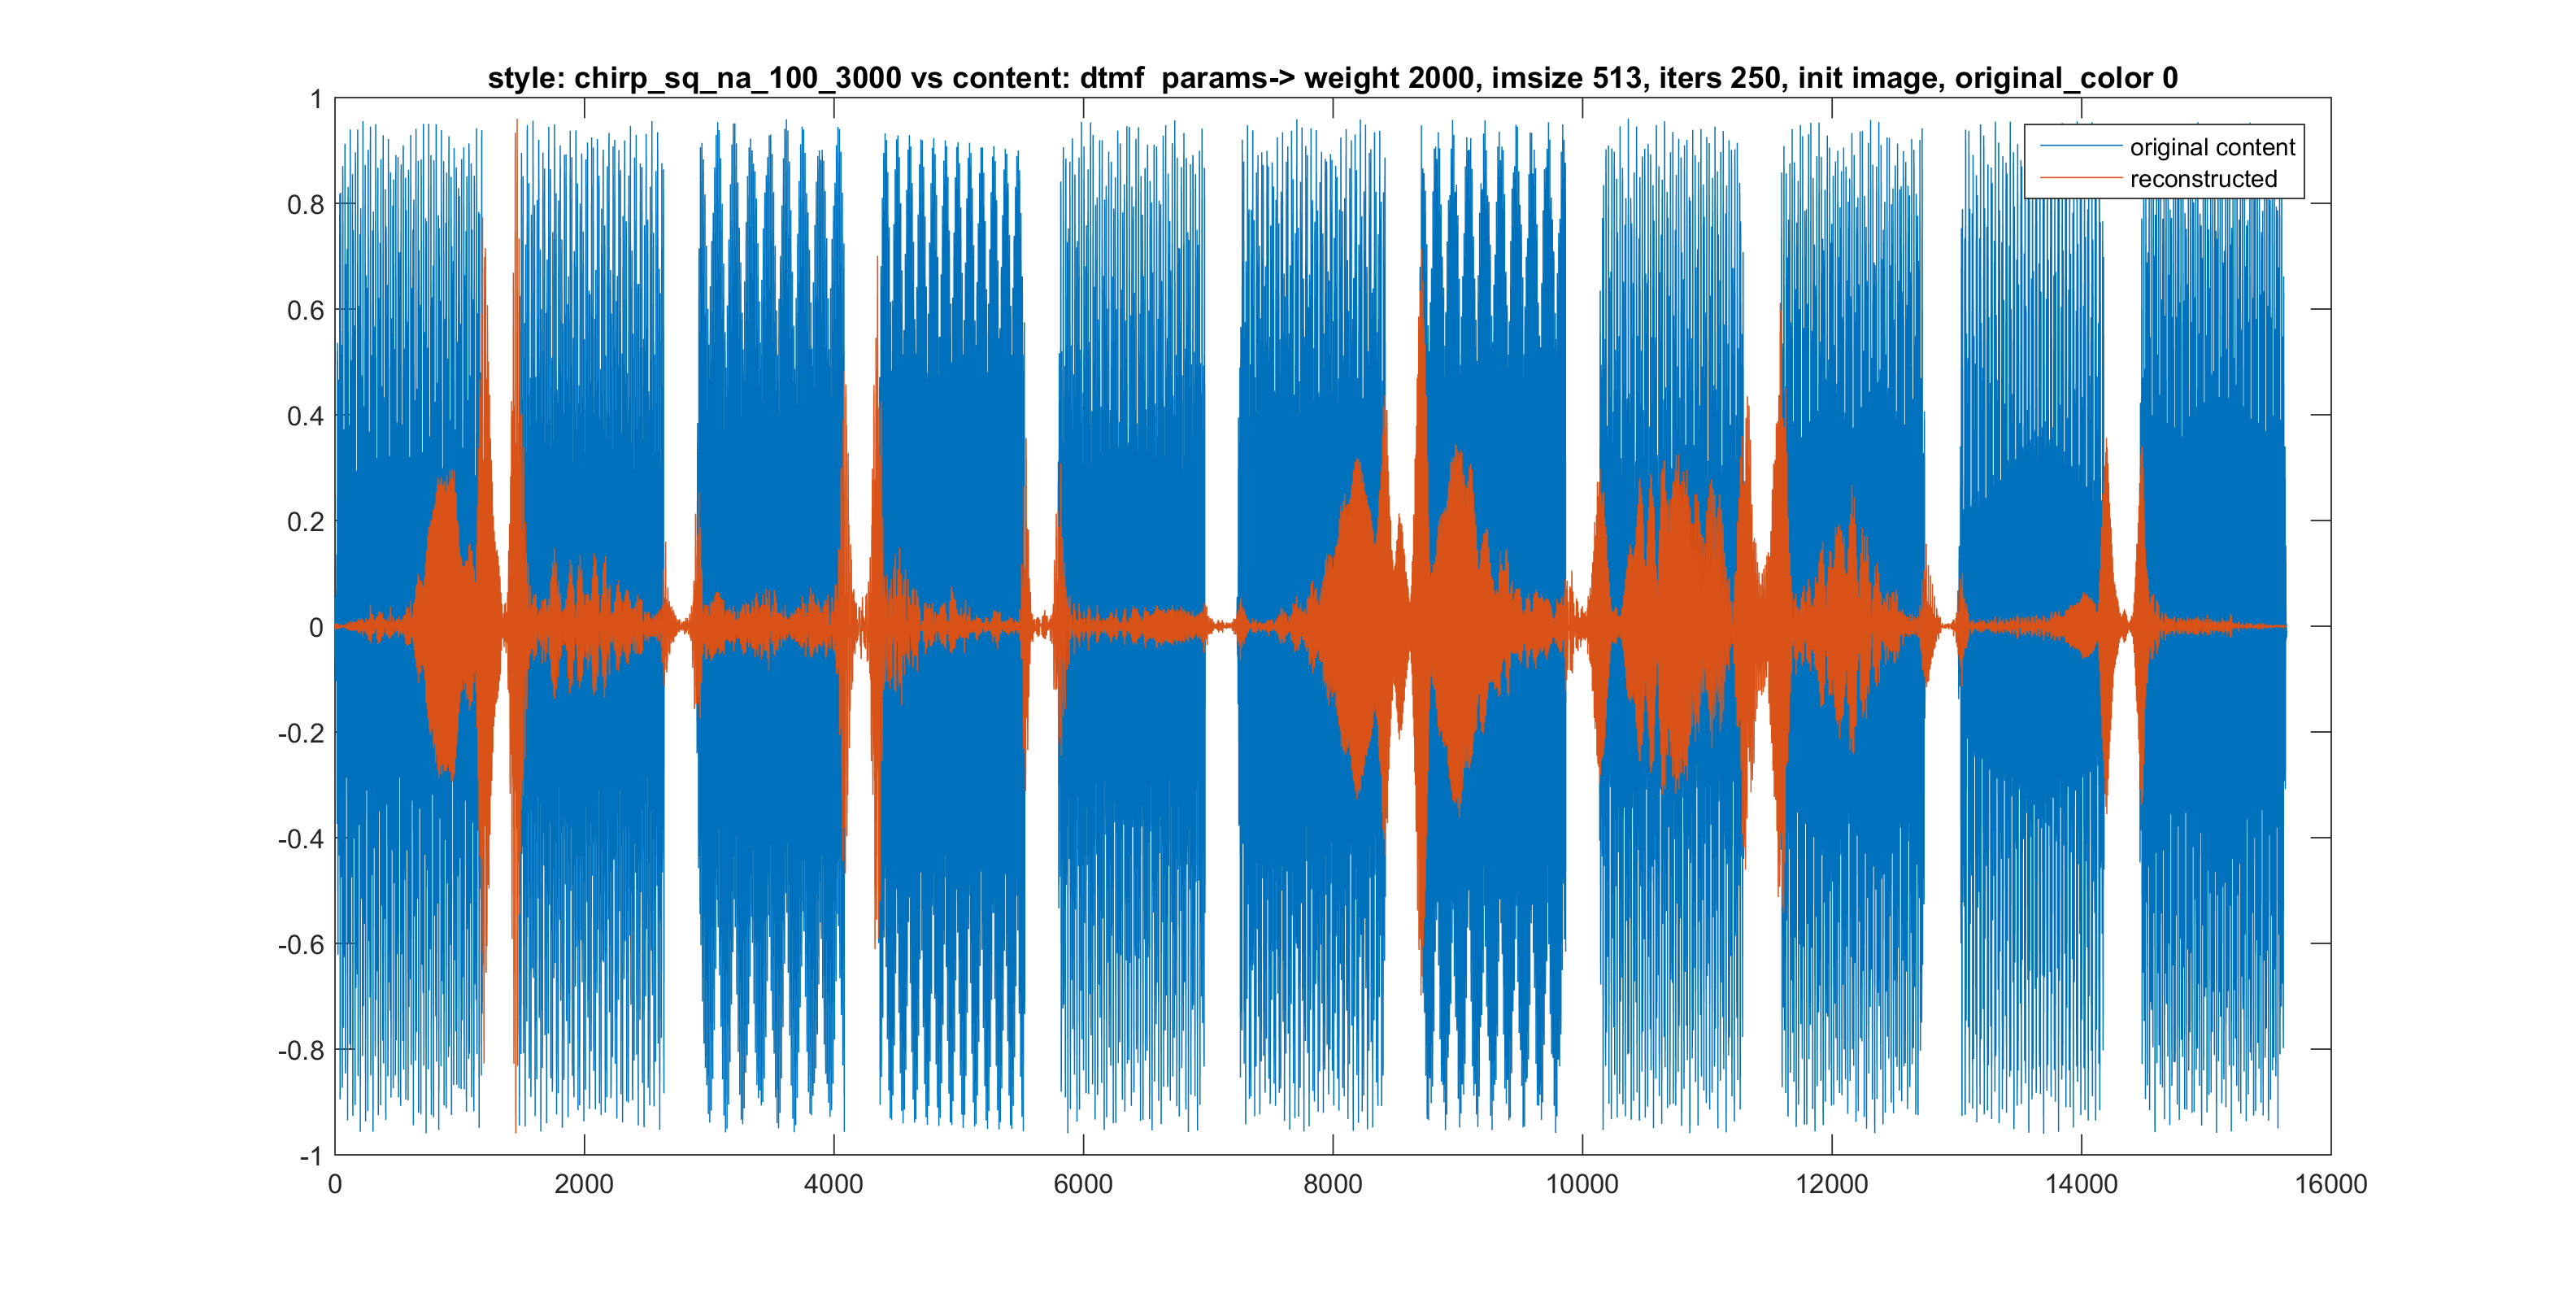 style: chirp_sq_na_100_3000 vs content: dtmf  params-> weight 2000, imsize 513, iters 250, init image, original_color 0
original content
reconstructed
1
0.8
0.6
0.4
0.2
0
-0.2
-0.4
-0.6
-0.8
-1
0 2000 4000 6000 8000 10000 12000 14000 16000